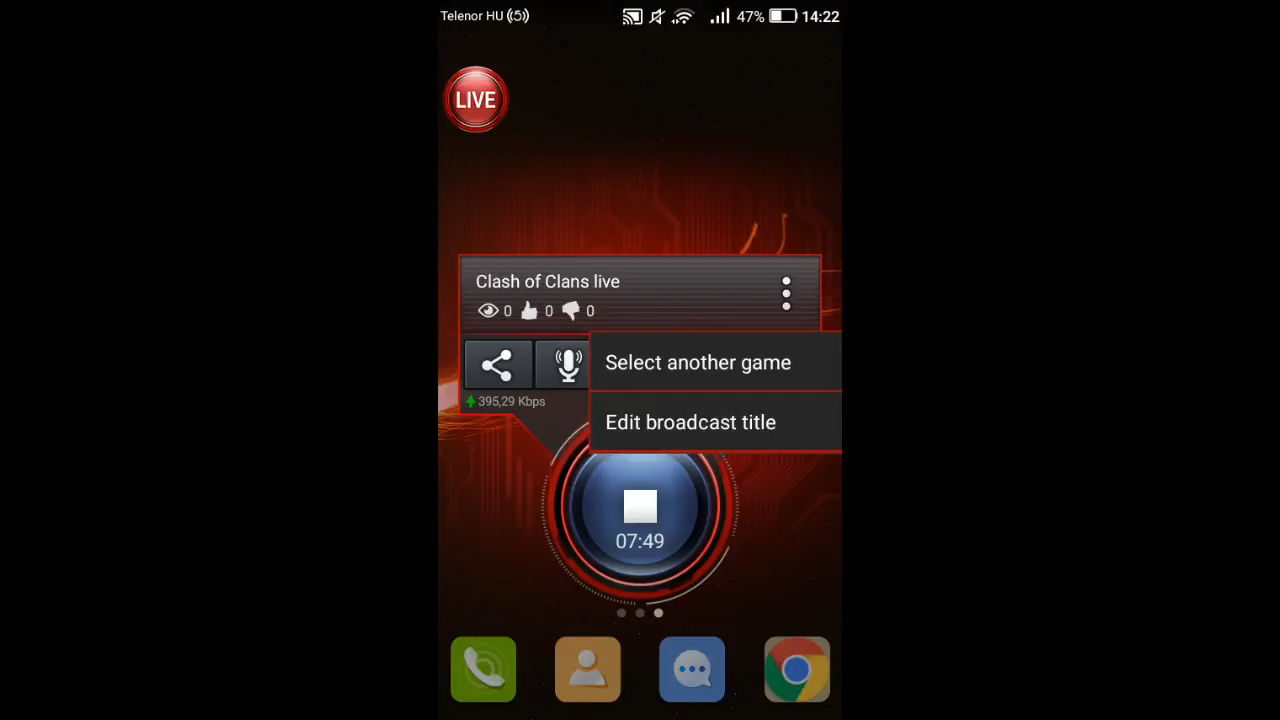 Telenor HU
47%
14:22
LIVE
Clash of Clans live
0 0 0
Select another game
395,29 Kbps
Edit broadcast title
07:49